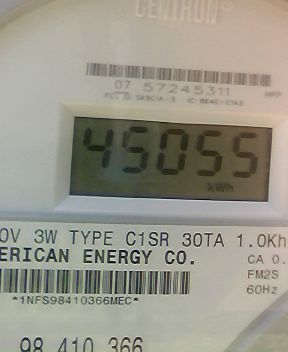 CENTRON®
07 57245311
45055
kWh
0V 3W TYPE C1SR 30TA 1.0Kh
ERICAN ENERGY CO. CA 0.
FM2S
*1NFS98410366MEC* 60Hz
98 410 366